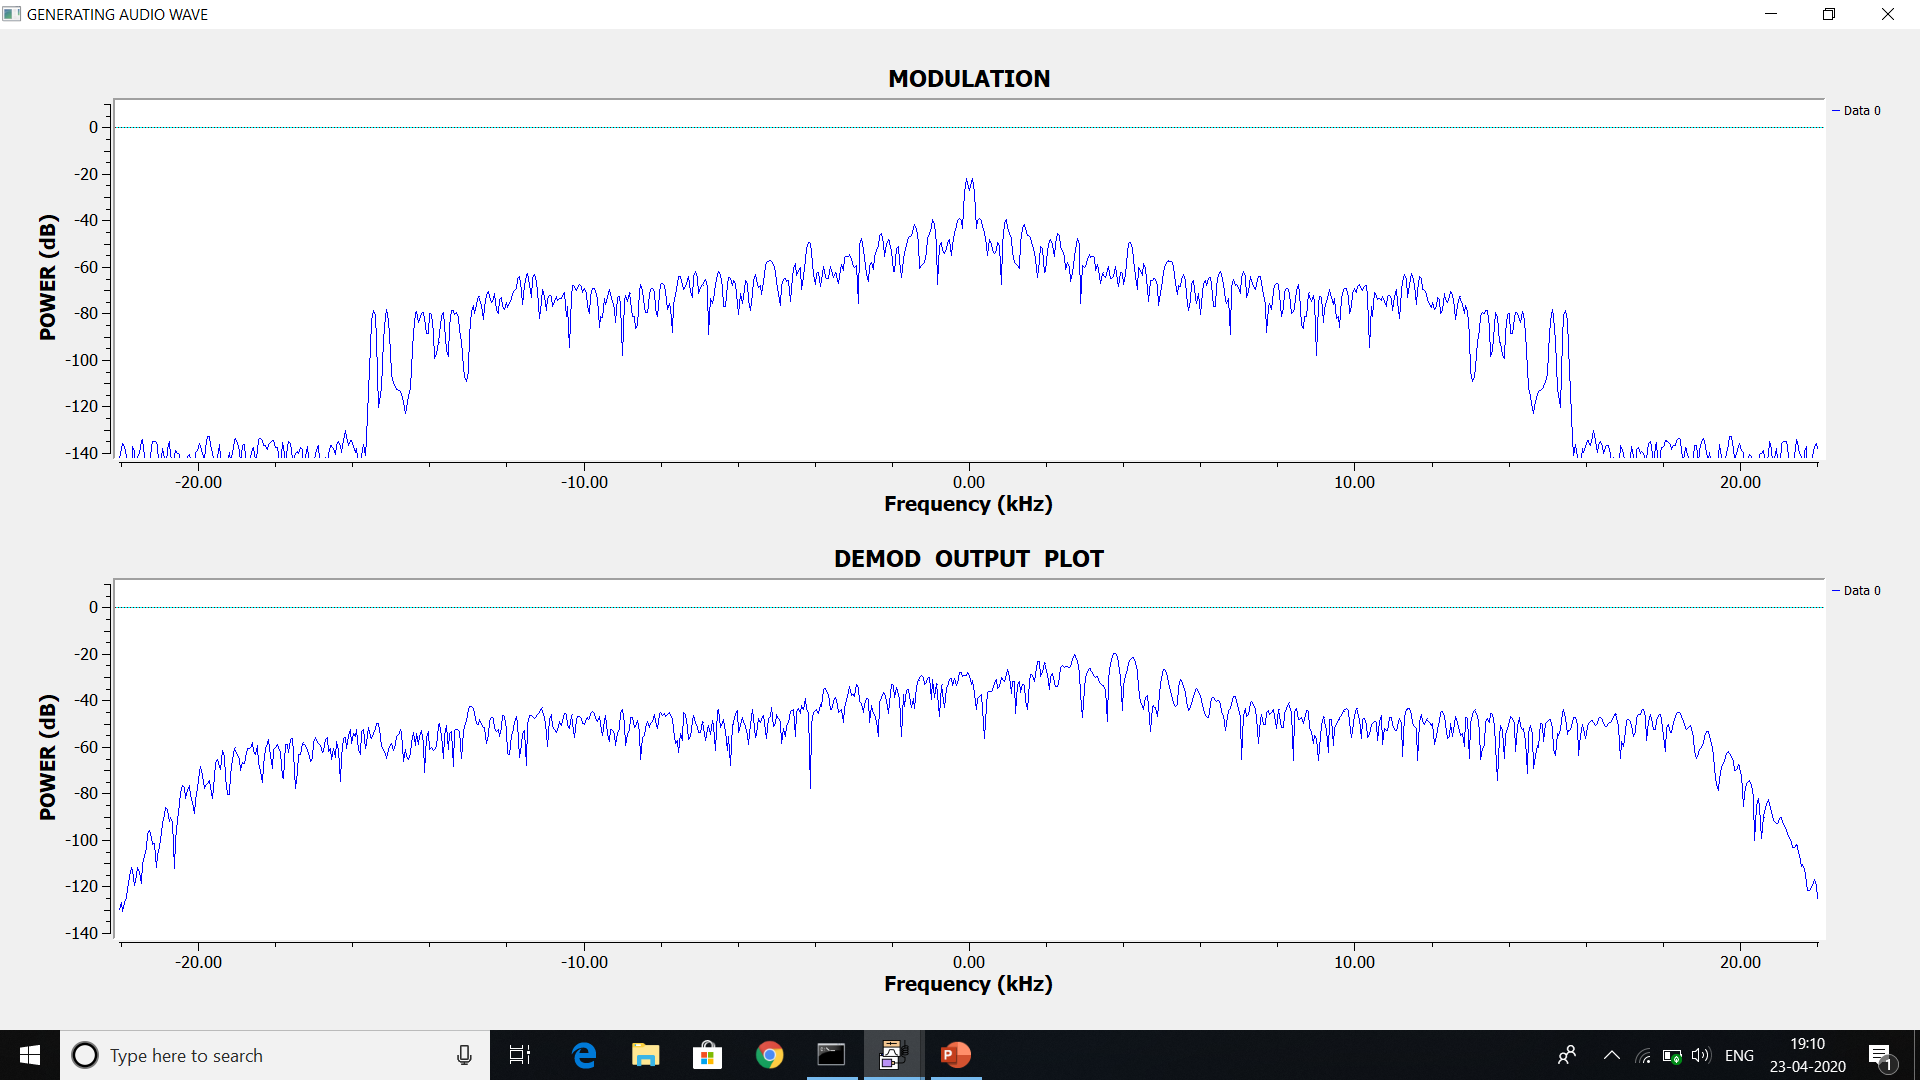 GENERATING AUDIO WAVE
MODULATION
Data 0
0
-20
-40
-60
-80
-100
-120
-140
POWER (dB)
-20.00 -10.00 0.00 10.00 20.00
Frequency (kHz)
DEMOD OUTPUT PLOT
Data 0
0
-20
-40
-60
-80
-100
-120
-140
POWER (dB)
-20.00 -10.00 0.00 10.00 20.00
Frequency (kHz)
Type here to search
ENG
19:10
23-04-2020
1